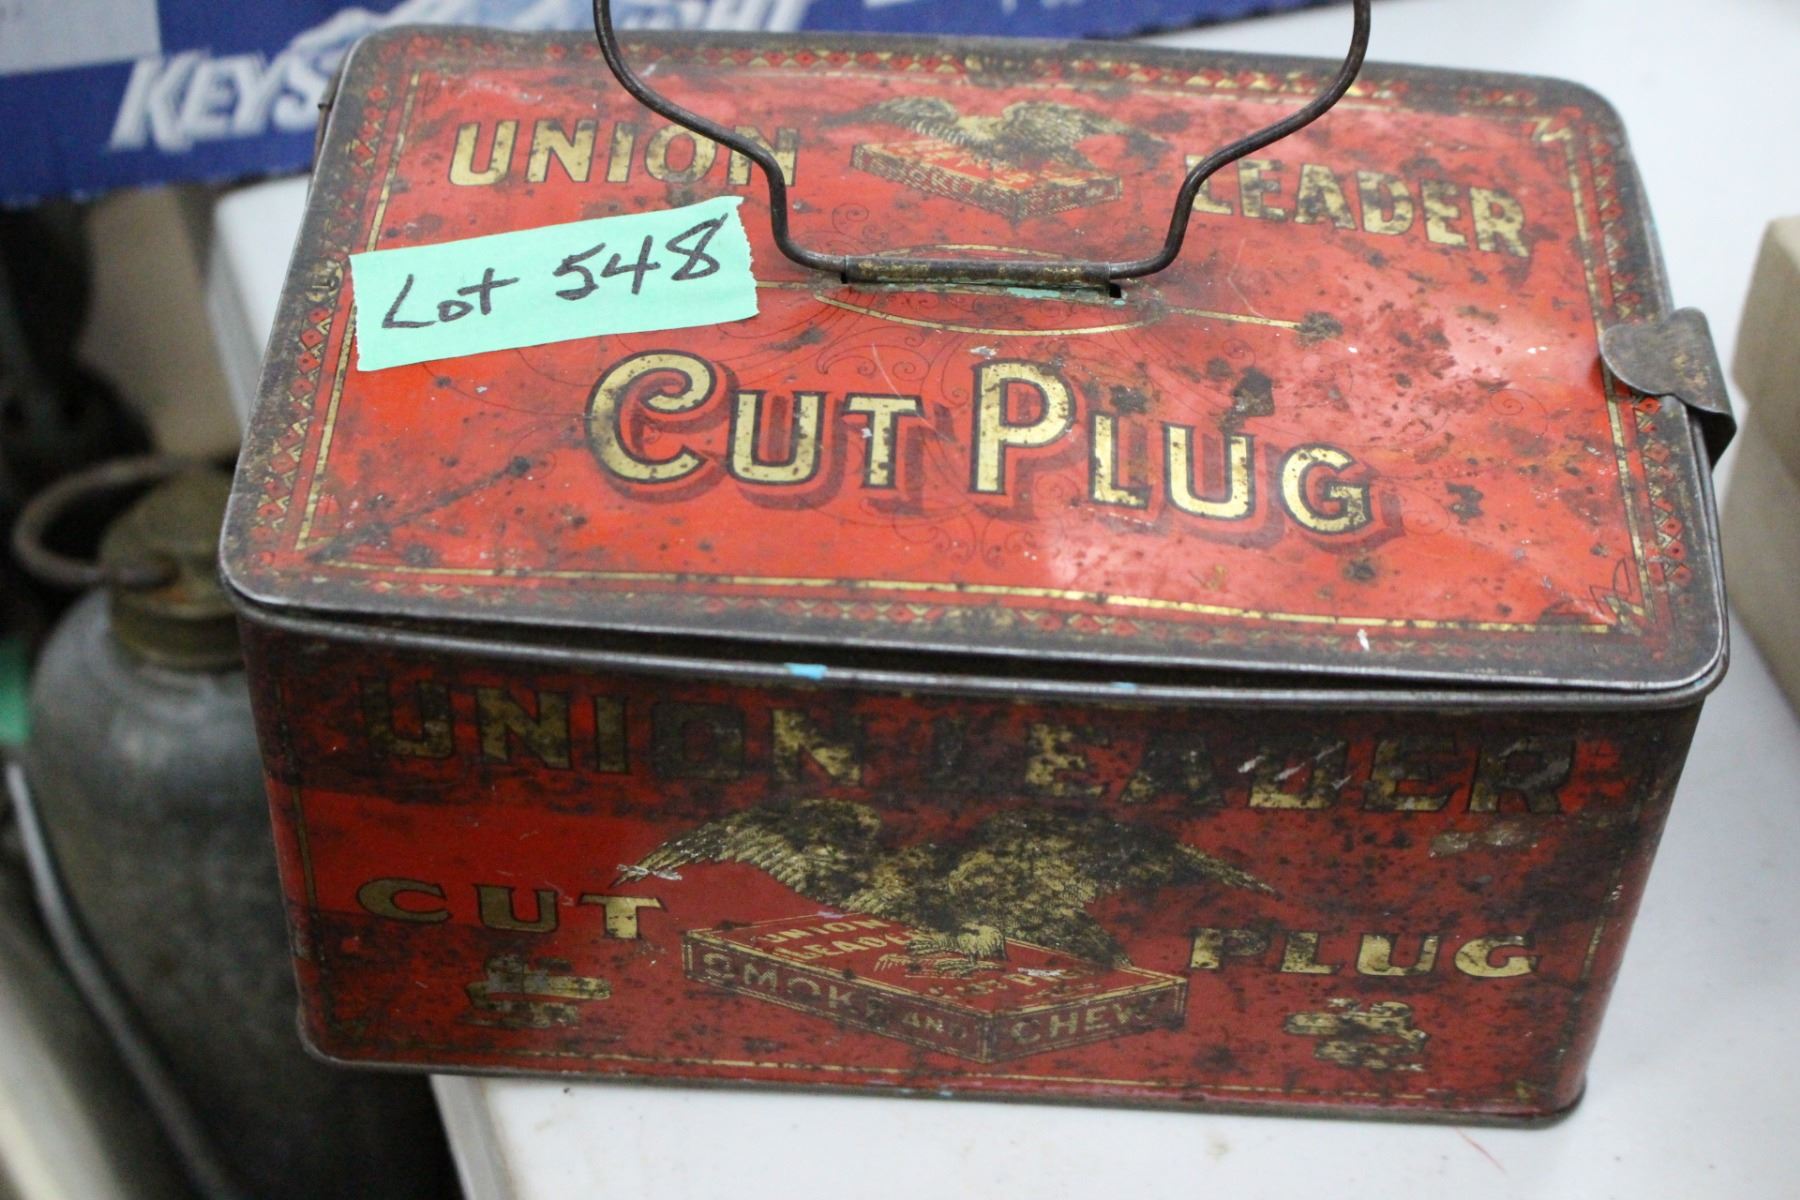 KEYS
UNION LEADER
Lot 548
CUT PLUG
UNION LEADER
CUT PLUG
UNION
LEADER
SMOKE AND CHEW